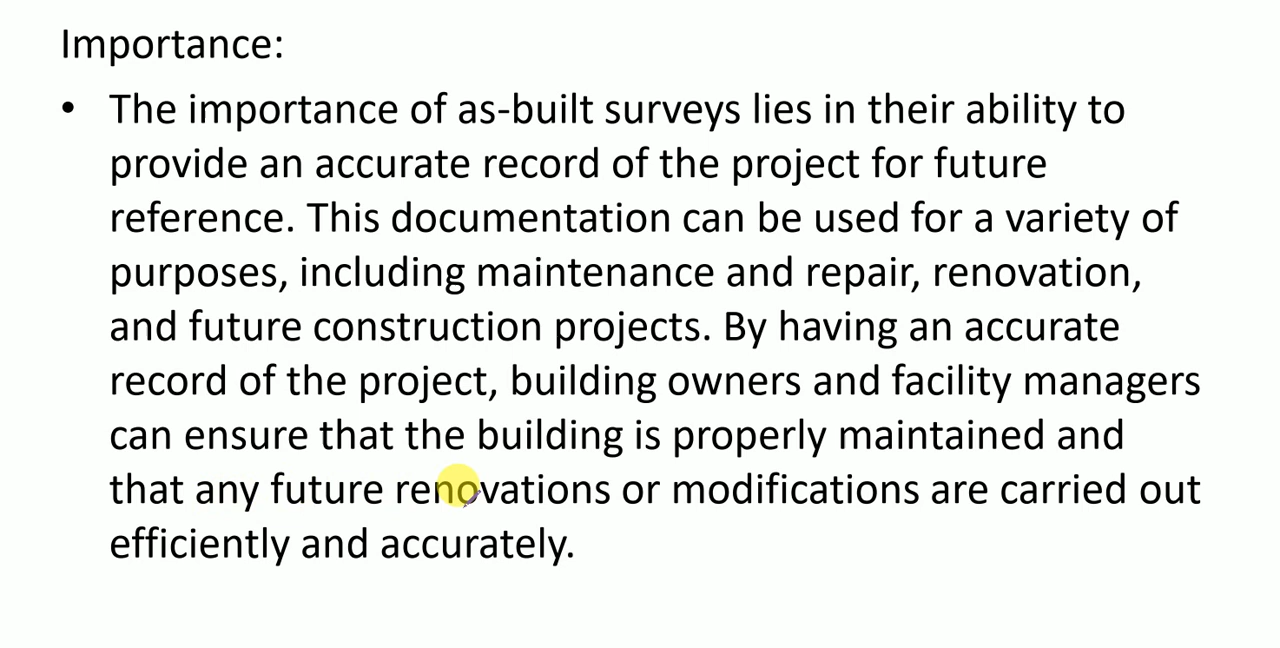 Importance:
• The importance of as-built surveys lies in their ability to
provide an accurate record of the project for future
reference. This documentation can be used for a variety of
purposes, including maintenance and repair, renovation,
and future construction projects. By having an accurate
record of the project, building owners and facility managers
can ensure that the building is properly maintained and
that any future renovations or modifications are carried out
efficiently and accurately.